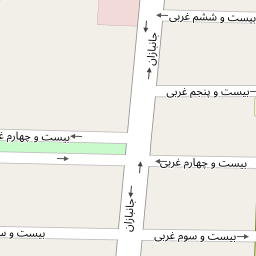 بیست و ششم غربی
جانبازان
بیست و پنجم غربی
بیست و چهارم غ
بیست و چهارم غربی
جانبازان
بیست و سوم غربی
بیست و س